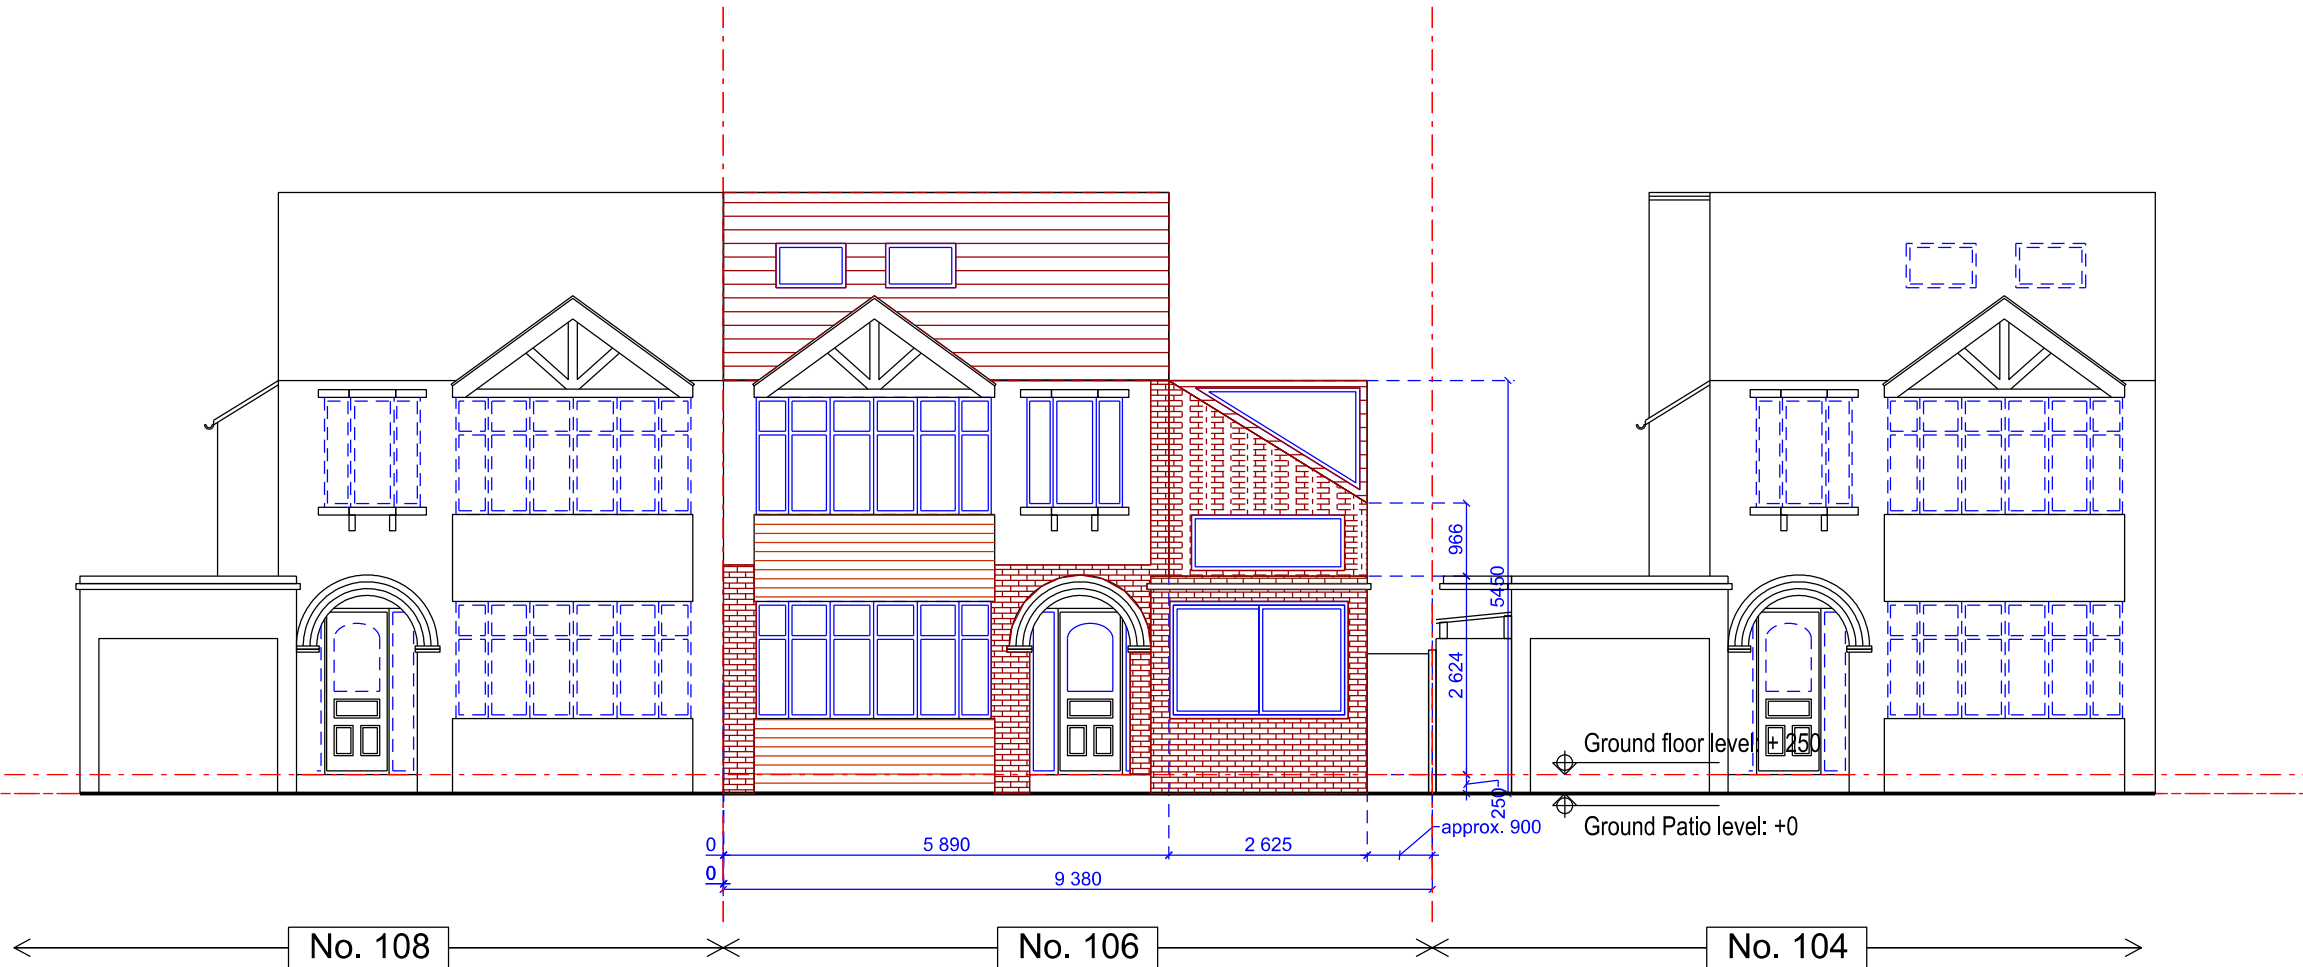 966
5450
2 624
Ground floor level: + 250
250
Ground Patio level: +0
approx. 900
0
5 890
2 625
0
9 380
No. 108
No. 106
No. 104